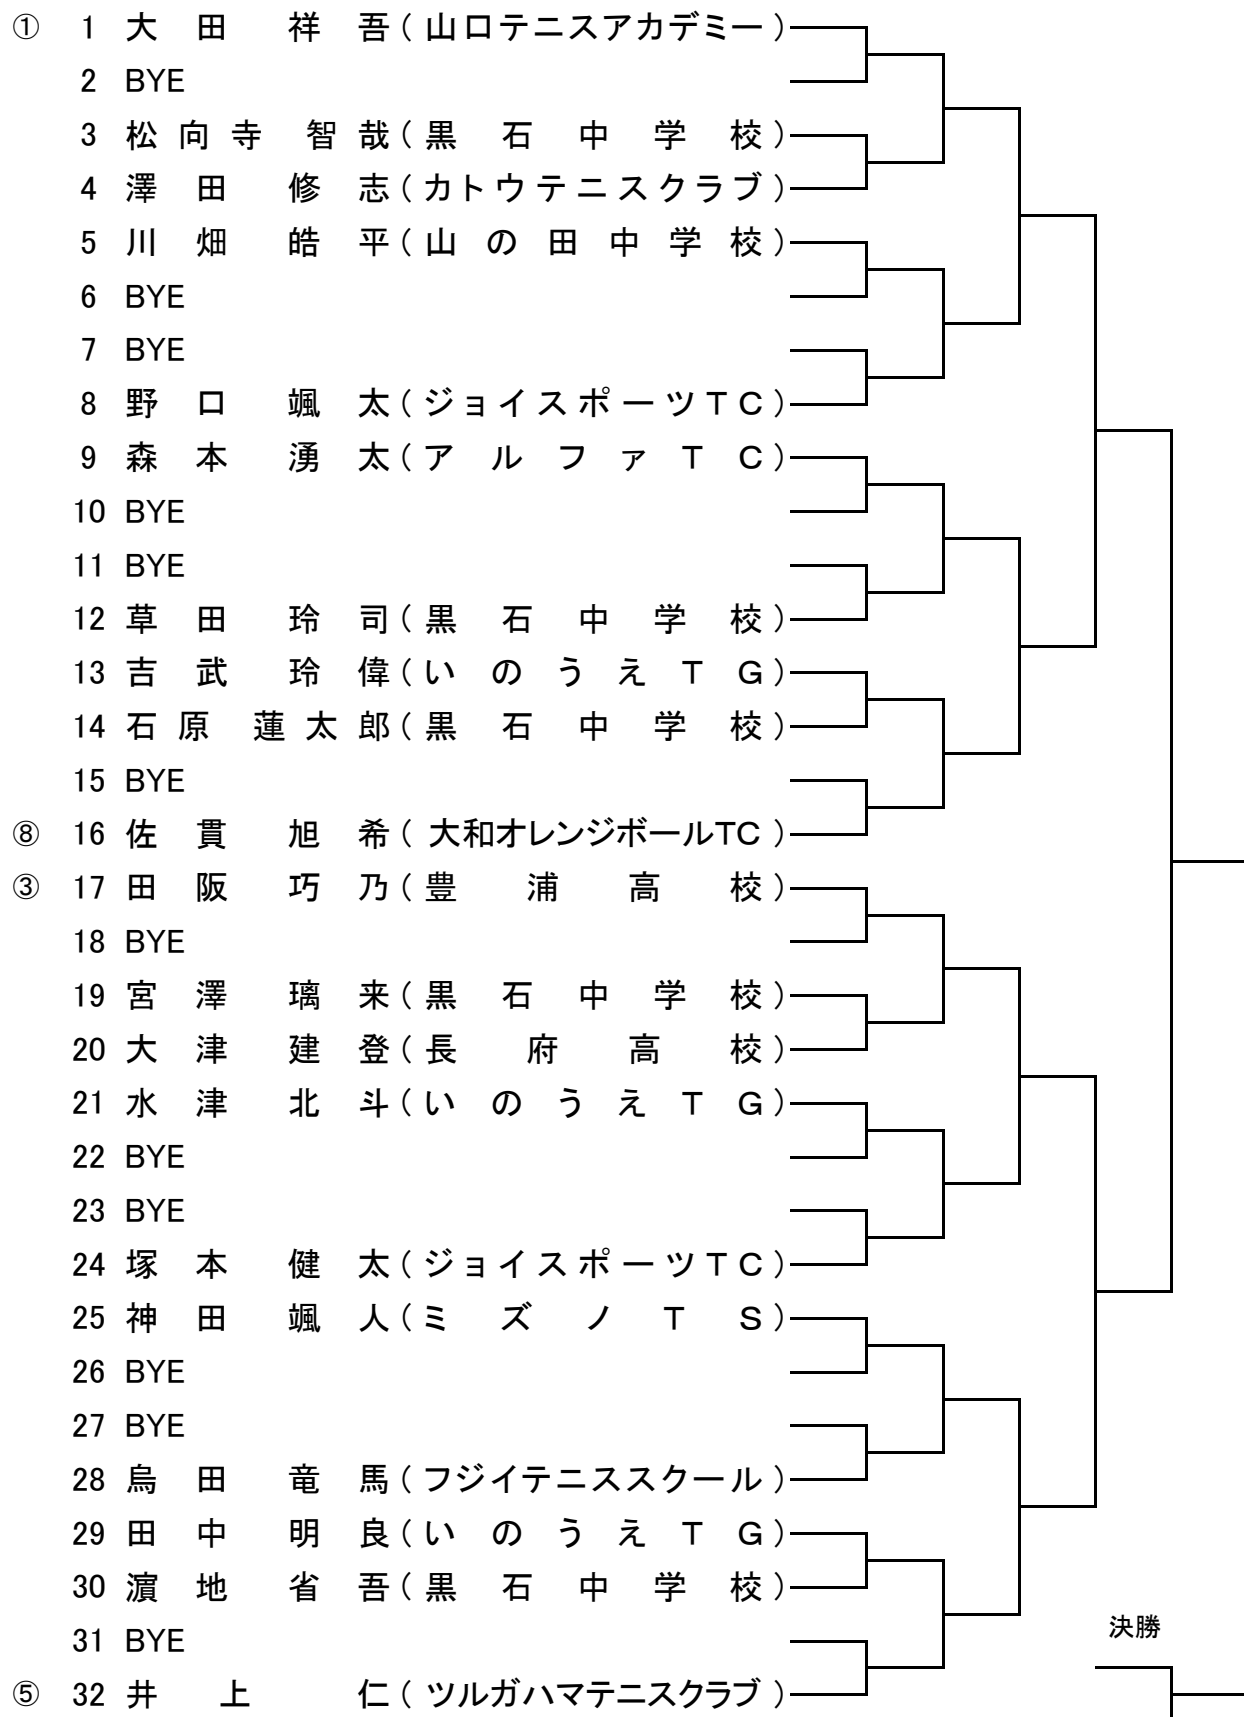 ① 1 大田 祥吾(山口テニスアカデミー)
2 BYE
3 松向寺 智哉(黒石中学校)
4 澤田 修志(カトウテニスクラブ)
5 川畑 皓平(山の田中学校)
6 BYE
7 BYE
8 野口 颯太(ジョイスポーツTC)
9 森本 湧太(アルファTC)
10 BYE
11 BYE
12 草田 玲司(黒石中学校)
13 吉武 玲偉(いのうえTG)
14 石原 蓮太郎(黒石中学校)
15 BYE
⑧ 16 佐貫 旭希(大和オレンジボールTC)
③ 17 田阪 巧乃(豊浦高校)
18 BYE
19 宮澤 璃来(黒石中学校)
20 大津 建登(長府高校)
21 水津 北斗(いのうえTG)
22 BYE
23 BYE
24 塚本 健太(ジョイスポーツTC)
25 神田 颯人(ミズノTS)
26 BYE
27 BYE
28 鳥田 竜馬(フジイテニススクール)
29 田中 明良(いのうえTG)
30 濵地 省吾(黒石中学校)
31 BYE
決勝
⑤ 32 井上 仁(ツルガハマテニスクラブ)